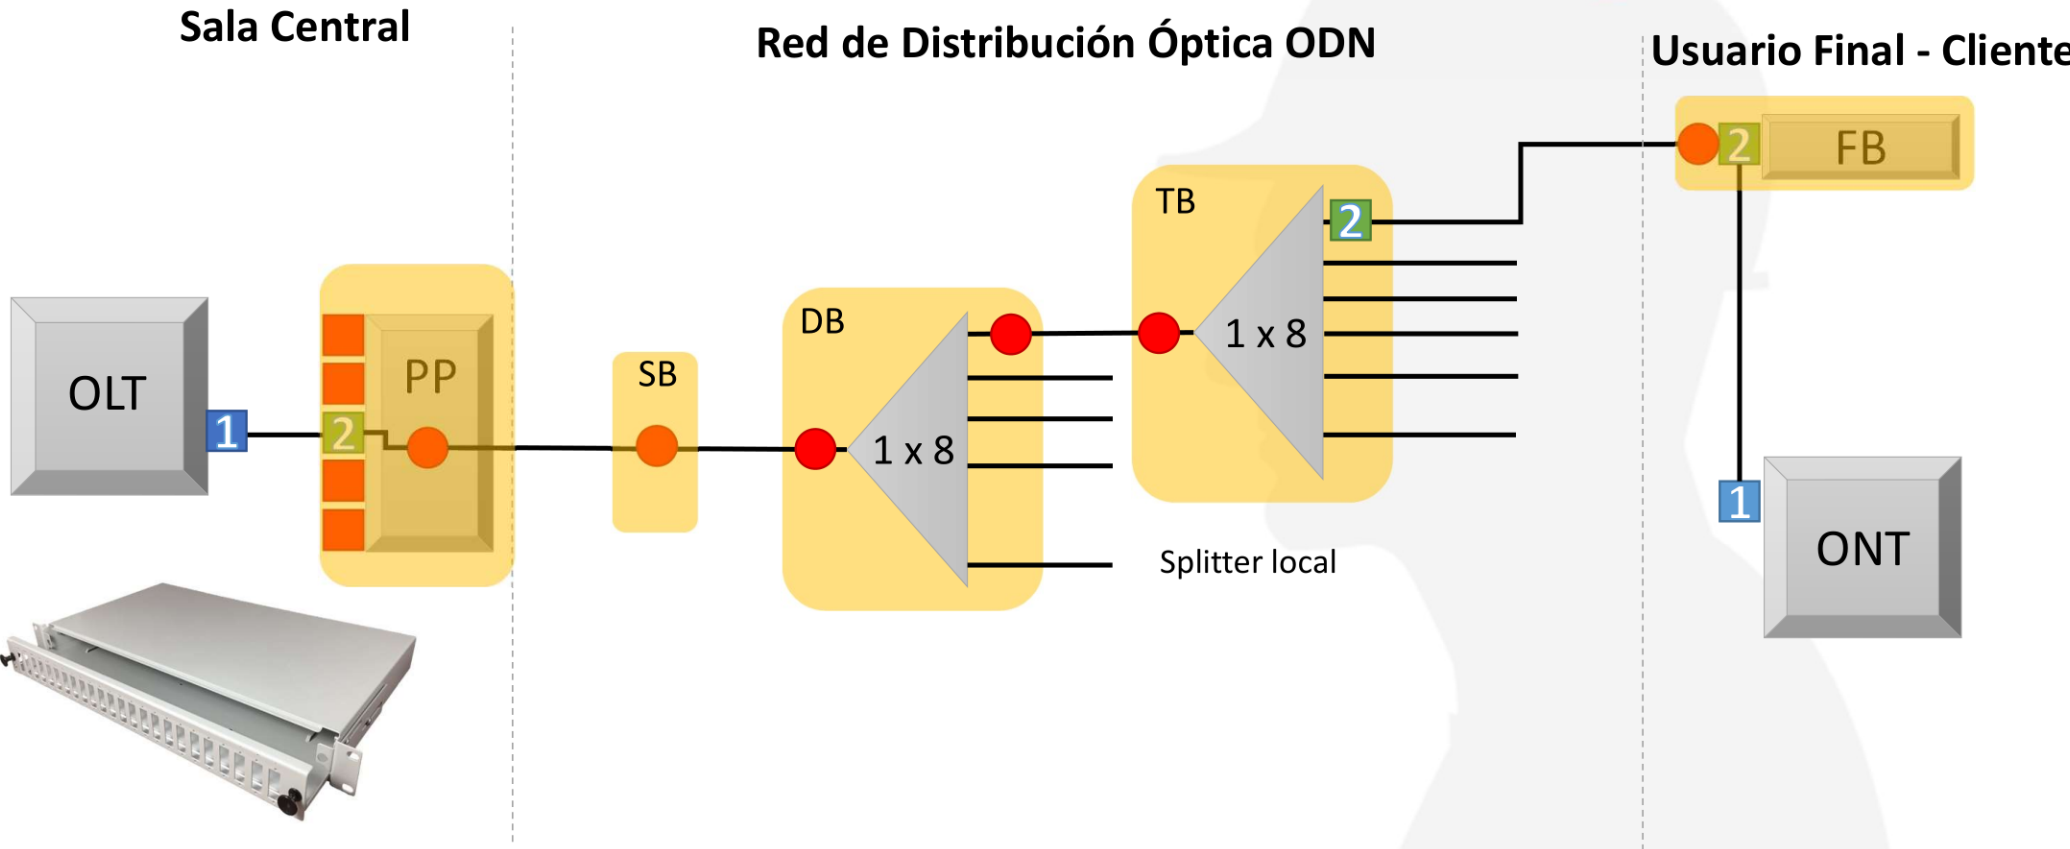 Sala Central
Red de Distribución Óptica ODN
Usuario Final - Cliente
2
FB
TB
2
DB
1 x 8
SB
PP
OLT
1
2
1 x 8
1
ONT
Splitter local